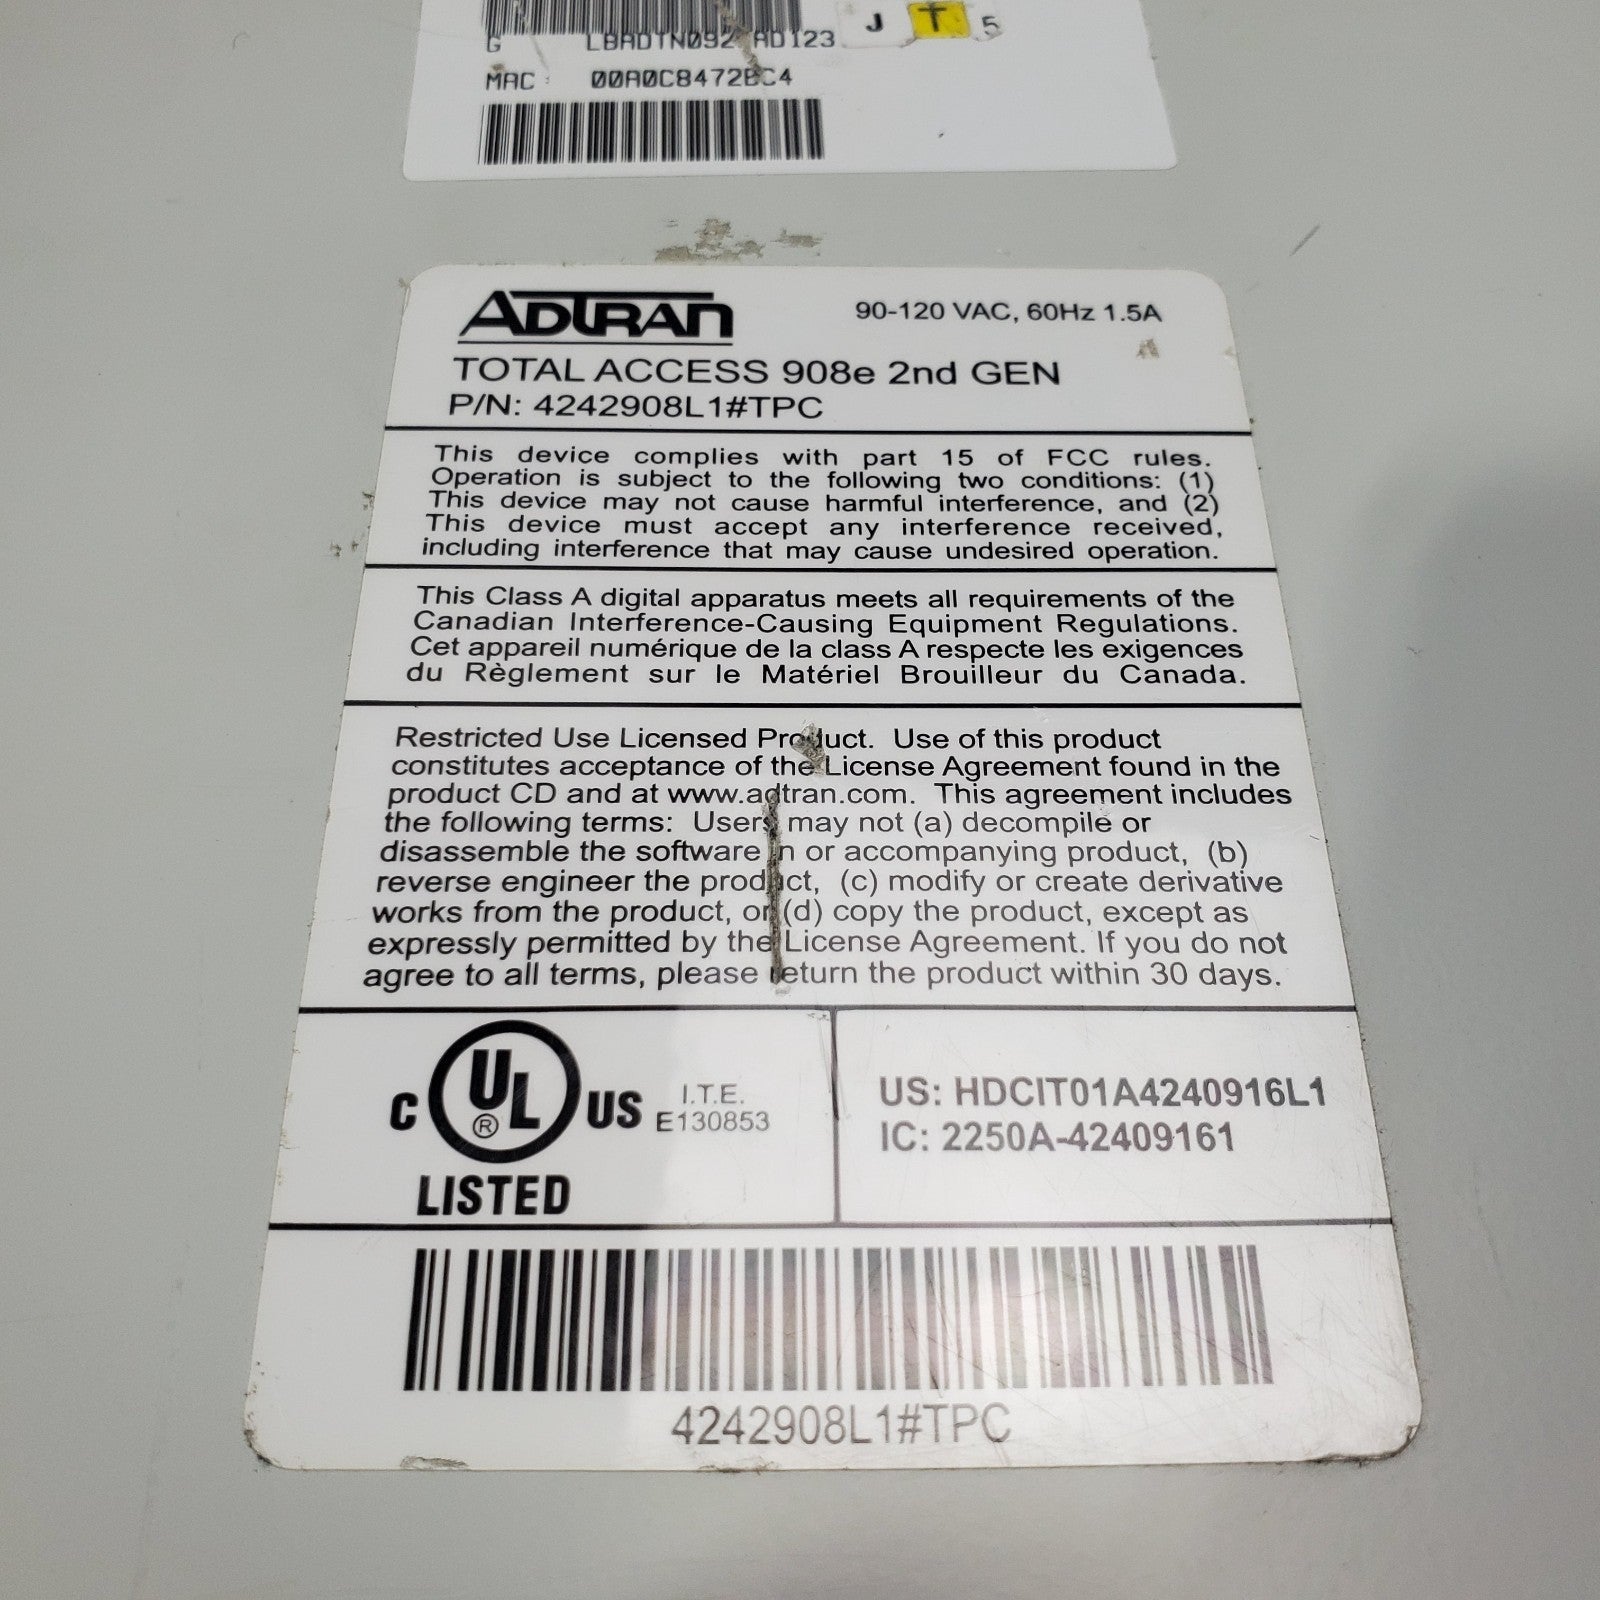 G LBADTN092 AD123 J T 5
MAC: 00A0C8472BC4
ADTRAN 90-120 VAC, 60Hz 1.5A
TOTAL ACCESS 908e 2nd GEN
P/N: 4242908L1#TPC
This device complies with part 15 of FCC rules.
Operation is subject to the following two conditions: (1)
This device may not cause harmful interference, and (2)
This device must accept any interference received,
including interference that may cause undesired operation.
This Class A digital apparatus meets all requirements of the
Canadian Interference-Causing Equipment Regulations.
Cet appareil numérique de la class A respecte les exigences
du Règlement sur le Matériel Brouilleur du Canada.
Restricted Use Licensed Product. Use of this product
constitutes acceptance of the License Agreement found in the
product CD and at www.adtran.com. This agreement includes
the following terms: Users may not (a) decompile or
disassemble the software in or accompanying product, (b)
reverse engineer the product, (c) modify or create derivative
works from the product, or (d) copy the product, except as
expressly permitted by the License Agreement. If you do not
agree to all terms, please return the product within 30 days.
C UL ® US I.T.E.
E130853
LISTED
US: HDCIT01A4240916L1
IC: 2250A-42409161
4242908L1#TPC